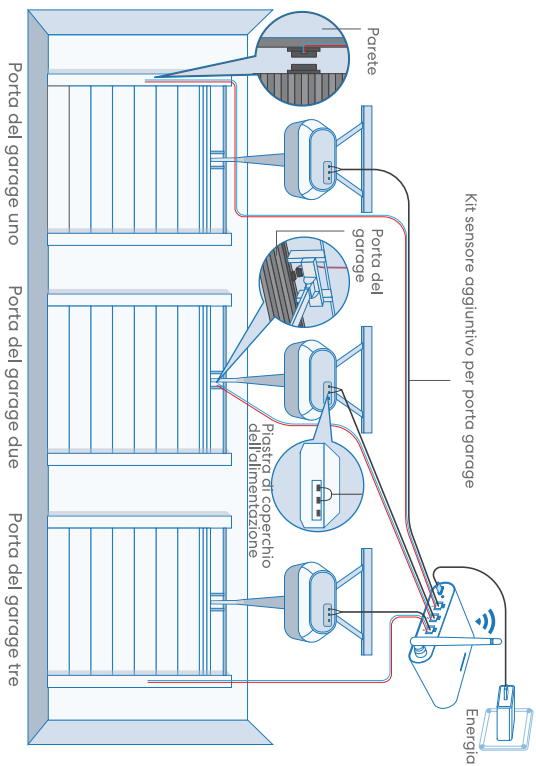 Parete
Kit sensore aggiuntivo per porta garage
Porta del
garage
Piastra di coperchio
dell'alimentazione
Energia
Porta del garage uno
Porta del garage due
Porta del garage tre